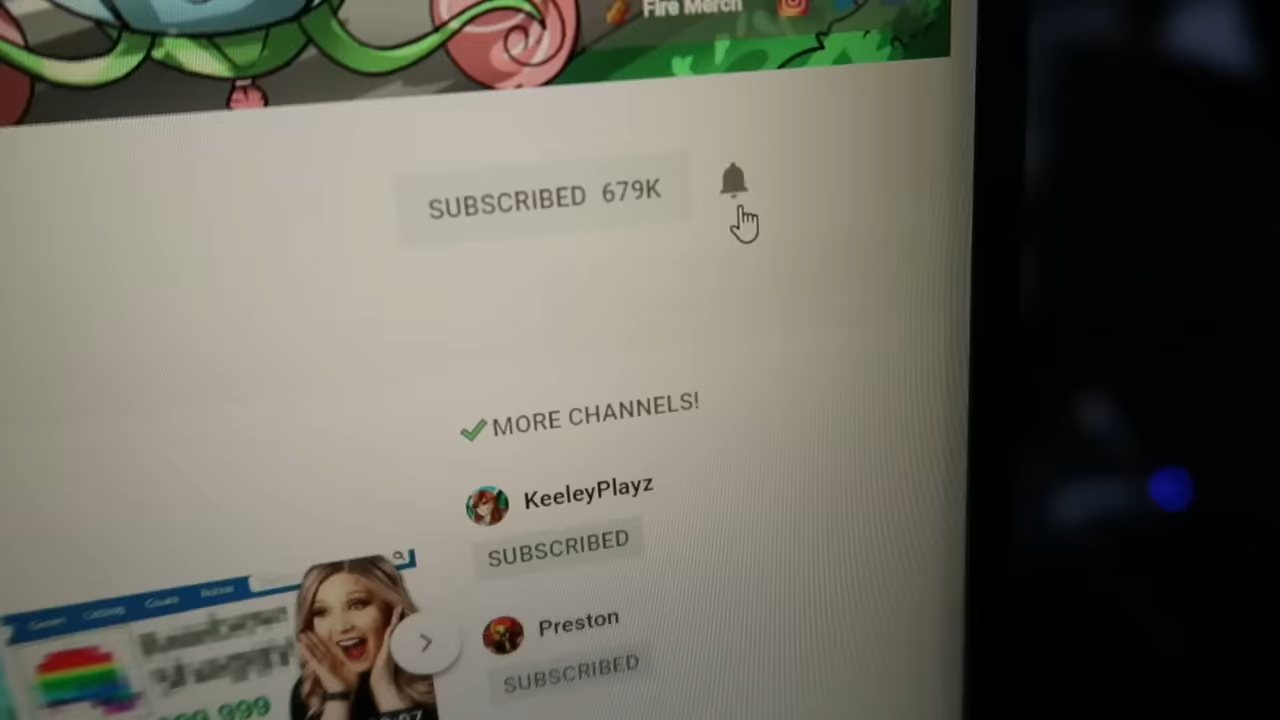 Fire Merch
SUBSCRIBED 679K
MORE CHANNELS!
KeeleyPlayz
SUBSCRIBED
Preston
SUBSCRIBED